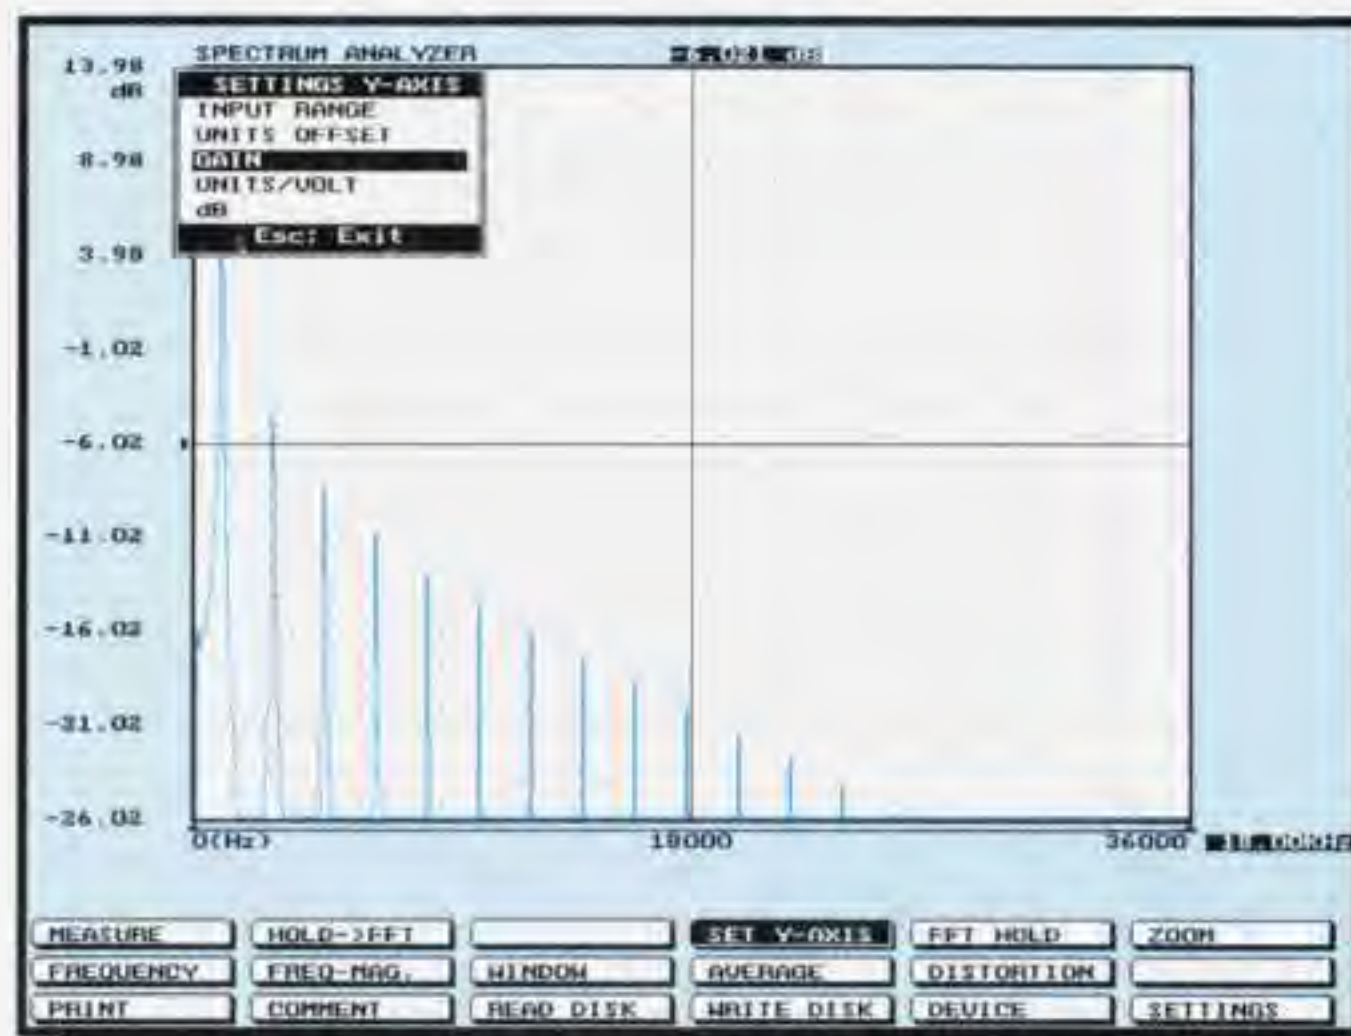 SPECTRUM ANALYZER
13.98
dB
SETTINGS Y-AXIS
INPUT RANGE
UNITS OFFSET
GAIN
UNITS/VOLT
dB
Esc: Exit
8.98
3.98
-1.02
-6.02
-11.02
-16.02
-21.02
-26.02
0(Hz)
18000
36000
MEASURE
HOLD->FFT
SET Y-AXIS
FFT HOLD
ZOOM
FREQUENCY
FREQ-MAG.
WINDOW
AVERAGE
DISTORTION
PRINT
COMMENT
READ DISK
WRITE DISK
DEVICE
SETTINGS